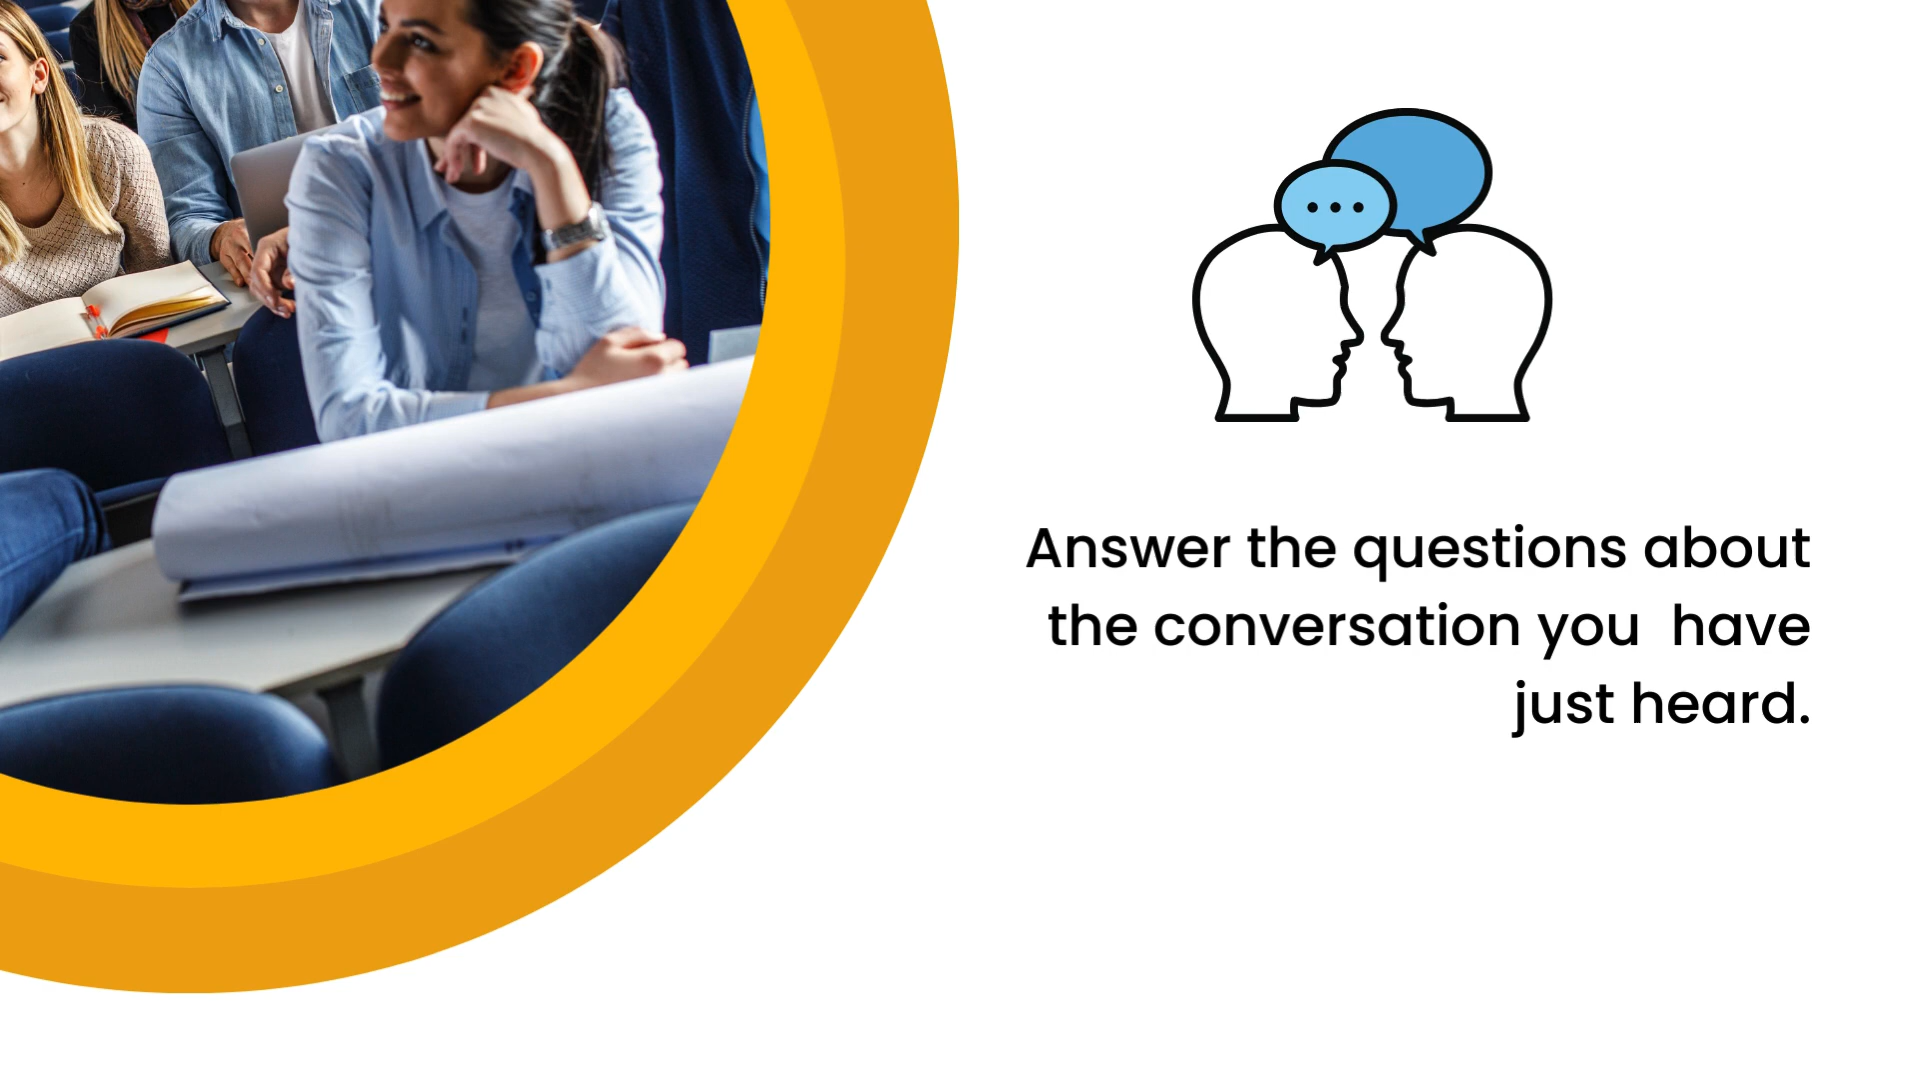 Answer the questions about
the conversation you  have
just heard.